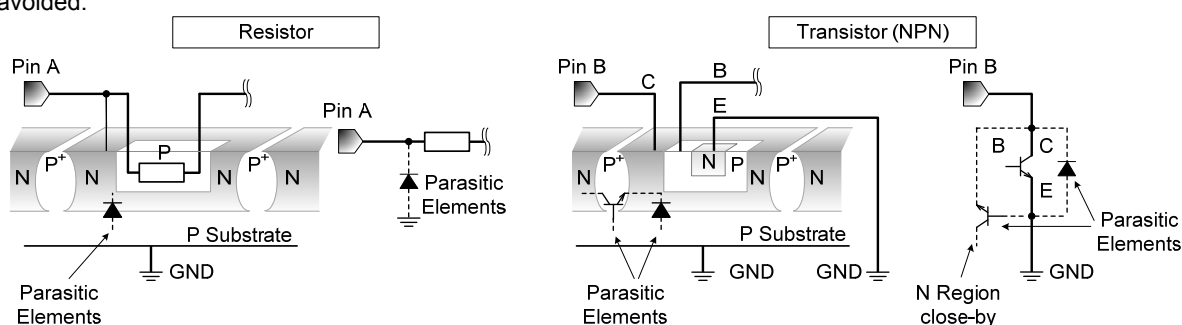 avoided.
Resistor
Transistor (NPN)
Pin A
Pin A
N P+ N P N P+ N
Parasitic
Elements
P Substrate
GND
Parasitic
Elements
Pin B
C
B
E
N P+ N P N P+ N
P Substrate
GND
GND
Parasitic
Elements
Pin B
B C
E
Parasitic
Elements
GND
N Region
close-by